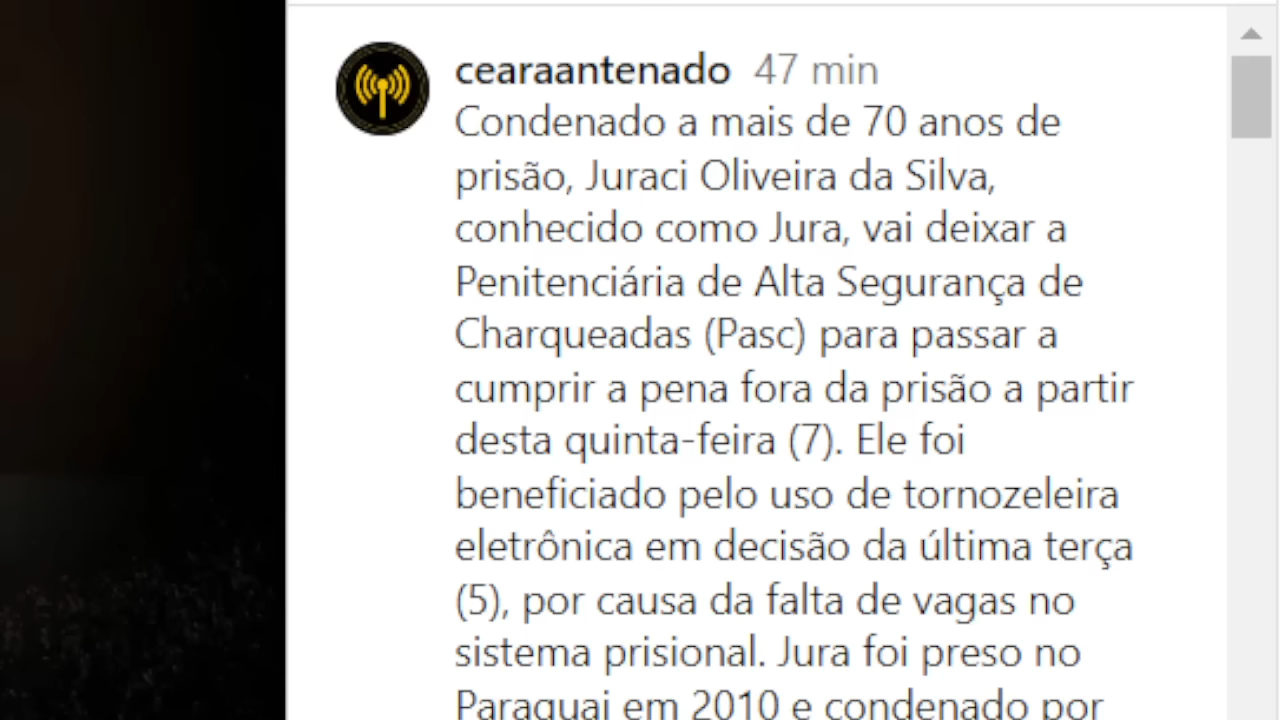 cearaantenado 47 min
Condenado a mais de 70 anos de
prisão, Juraci Oliveira da Silva,
conhecido como Jura, vai deixar a
Penitenciária de Alta Segurança de
Charqueadas (Pasc) para passar a
cumprir a pena fora da prisão a partir
desta quinta-feira (7). Ele foi
beneficiado pelo uso de tornozeleira
eletrônica em decisão da última terça
(5), por causa da falta de vagas no
sistema prisional. Jura foi preso no
Paraguai em 2010 e condenado por